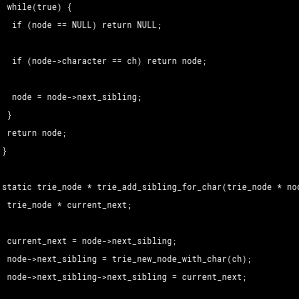 while(true) {
if (node == NULL) return NULL;
if (node->character == ch) return node;
node = node->next_sibling;
}
return node;
}
static trie_node * trie_add_sibling_for_char(trie_node *
trie_node * current_next;
current_next = node->next_sibling;
node->next_sibling = trie_new_node_with_char(ch);
node->next_sibling->next_sibling = current_next;